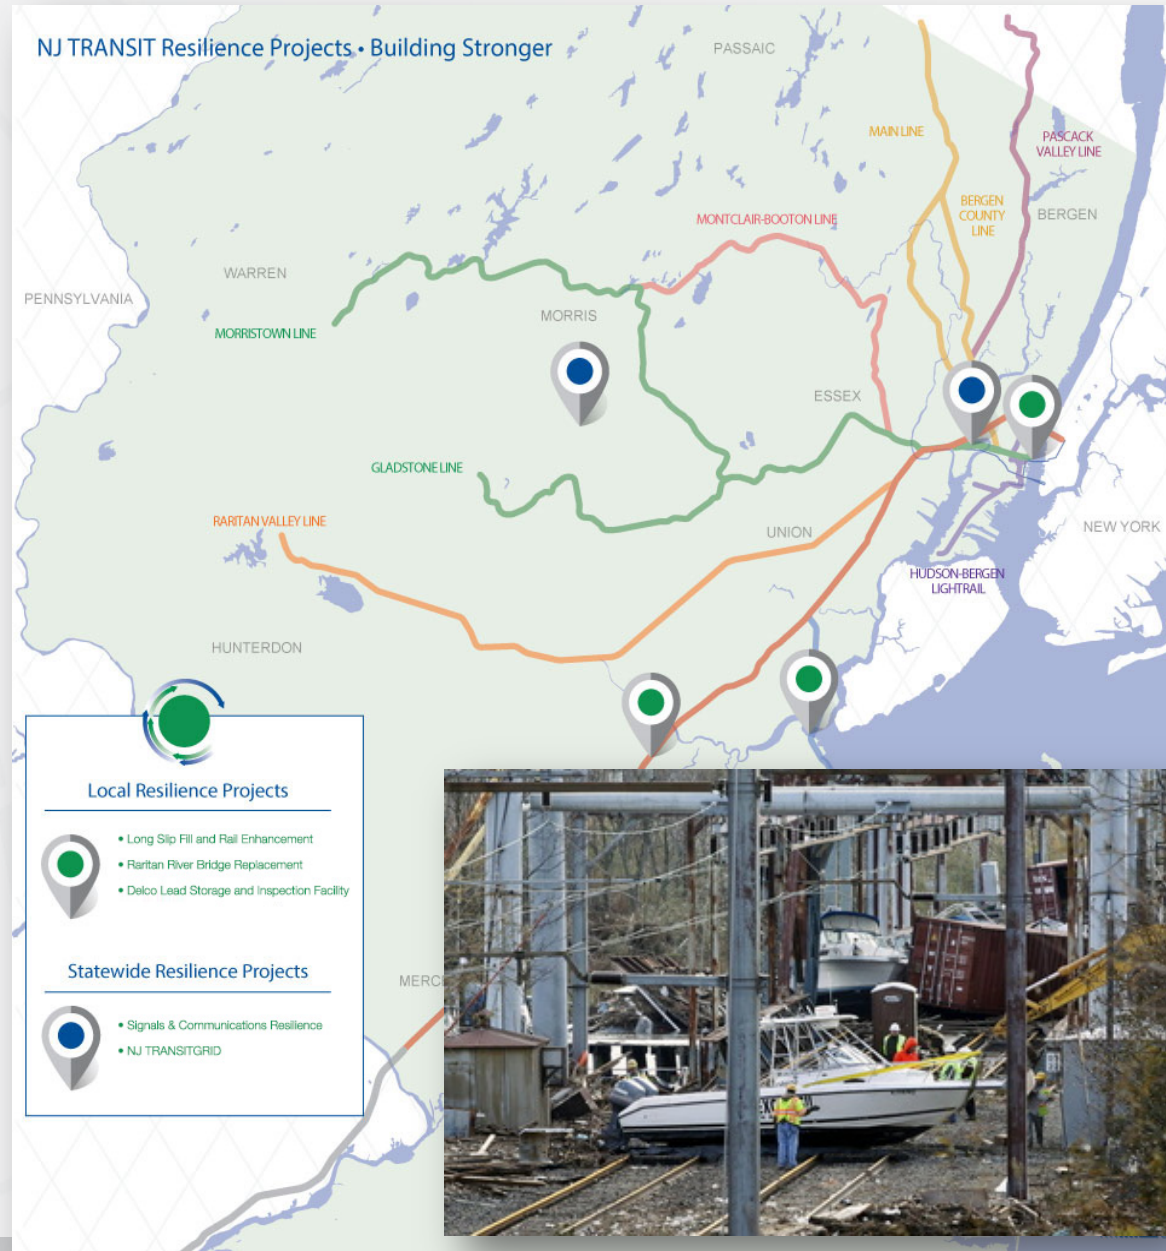 NJ TRANSIT Resilience Projects • Building Stronger
PASSAIC
MAIN LINE
PASCACK
VALLEY LINE
BERGEN
COUNTY
LINE
BERGEN
MONTCLAIR-BOOTON LINE
WARREN
PENNSYLVANIA
MORRIS
MORRISTOWN LINE
ESSEX
GLADSTONE LINE
RARITAN VALLEY LINE
UNION
NEW YORK
HUDSON-BERGEN
LIGHTRAIL
HUNTERDON
Local Resilience Projects
• Long Slip Fill and Rail Enhancement
• Raritan River Bridge Replacement
• Delco Lead Storage and Inspection Facility
Statewide Resilience Projects
• Signals & Communications Resilience
• NJ TRANSITGRID
MERC